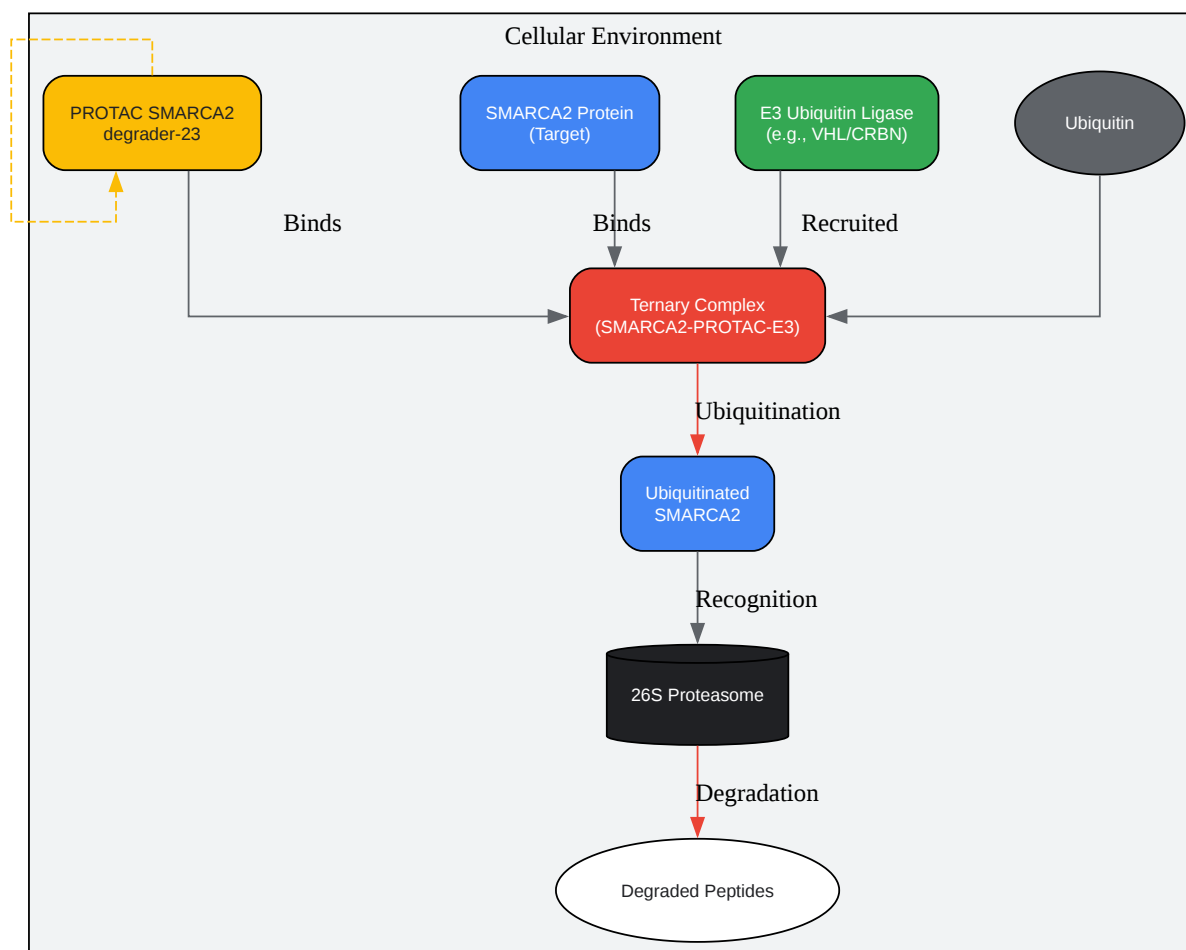 Cellular Environment
PROTAC SMARCA2
degrader-23
SMARCA2 Protein
(Target)
E3 Ubiquitin Ligase
(e.g., VHL/CRBN)
Ubiquitin
Binds
Binds
Recruited
Ternary Complex
(SMARCA2-PROTAC-E3)
Ubiquitination
Ubiquitinated
SMARCA2
Recognition
26S Proteasome
Degradation
Degraded Peptides